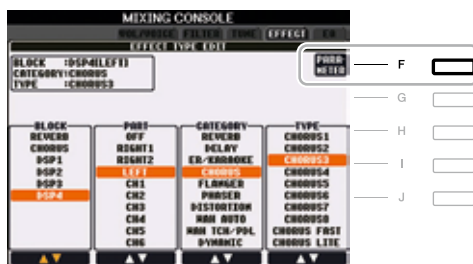 MIXING CONSOLE
VOL/VOICE FILTER TUNE EFFECT EQ
EFFECT TYPE EDIT
BLOCK :DSP4(LEFT)
CATEGORY:CHORUS
TYPE :CHORUS3
PARA-
METER
F
G
H
I
J
BLOCK PART CATEGORY TYPE
REVERB OFF REVERB CHORUS1
CHORUS RIGHT1 DELAY CHORUS2
DSP1 RIGHT2 ER/KARAOKE CHORUS3
DSP2 LEFT CHORUS CHORUS4
DSP3 CH1 FLANGER CHORUS5
DSP4 CH2 PHASER CHORUS6
CH3 DISTORTION CHORUS7
CH4 WAH AUTO CHORUS8
CH5 WAH TCH/PDL CHORUS FAST
CH6 DYNAMIC CHORUS LITE